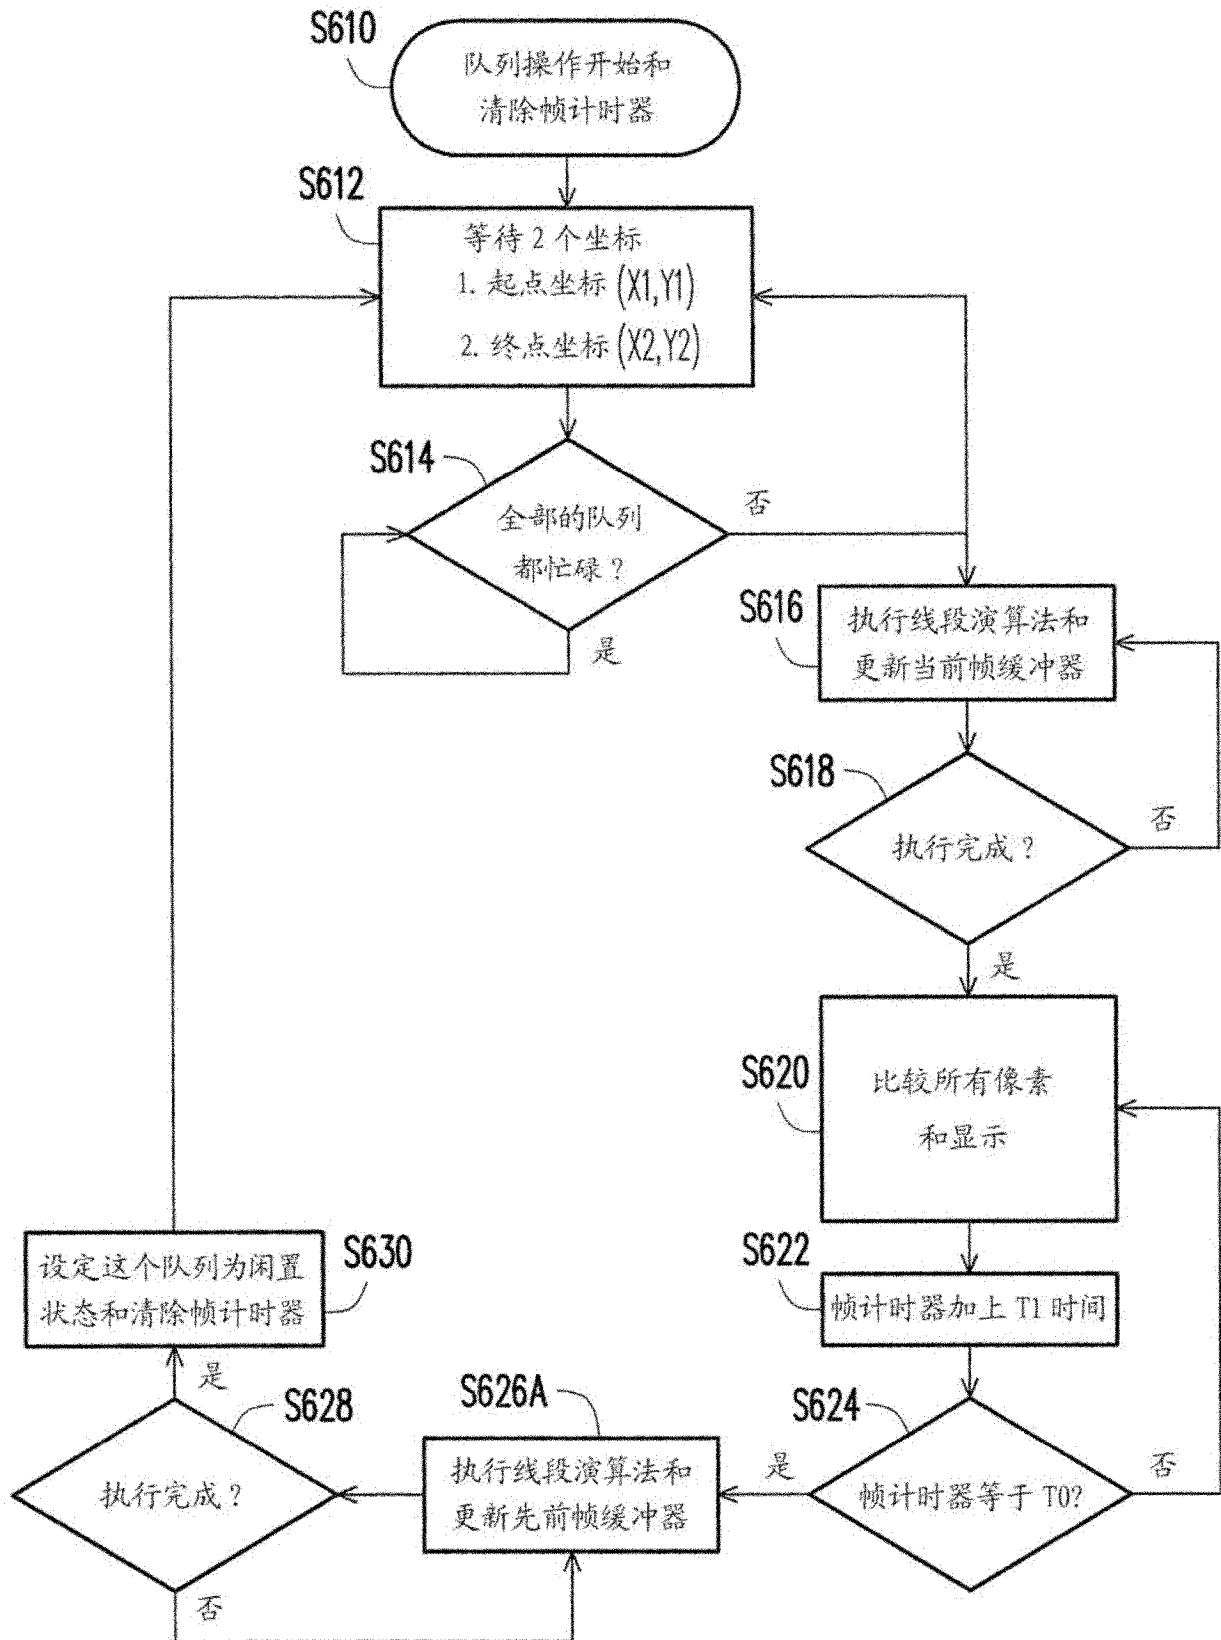 S610
队列操作开始和
清除帧计时器
S612
等待 2 个坐标
1. 起点坐标 (X1,Y1)
2. 终点坐标 (X2,Y2)
S614
全部的队列
都忙碌？
否
是
S616
执行线段演算法和
更新当前帧缓冲器
S618
执行完成？
否
是
S620
比较所有像素
和显示
S622
帧计时器加上 T1 时间
S624
帧计时器等于 T0?
否
是
S626A
执行线段演算法和
更新先前帧缓冲器
S628
执行完成？
否
是
S630
设定这个队列为闲置
状态和清除帧计时器